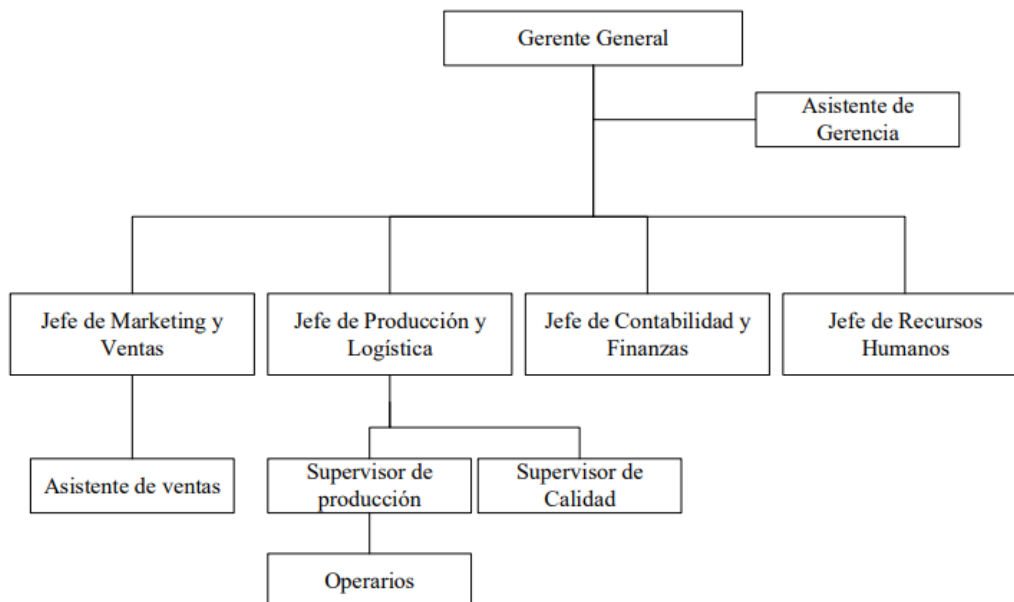 Gerente General
Asistente de
Gerencia
Jefe de Marketing y
Ventas
Jefe de Producción y
Logística
Jefe de Contabilidad y
Finanzas
Jefe de Recursos
Humanos
Asistente de ventas
Supervisor de
producción
Supervisor de
Calidad
Operarios